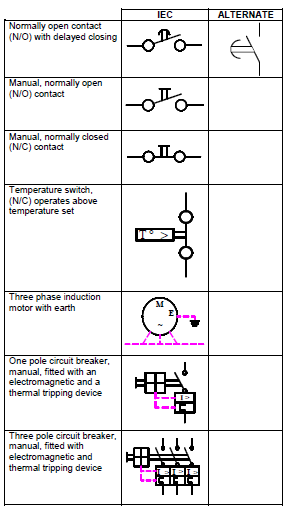 IEC
ALTERNATE
Normally open contact
(N/O) with delayed closing
Manual, normally open
(N/O) contact
Manual, normally closed
(N/C) contact
Temperature switch,
(N/C) operates above
temperature set
T° >
Three phase induction
motor with earth
M
E
~
One pole circuit breaker,
manual, fitted with an
electromagnetic and a
thermal tripping device
I >
Three pole circuit breaker,
manual, fitted with
electromagnetic and
thermal tripping device
I > I > I >